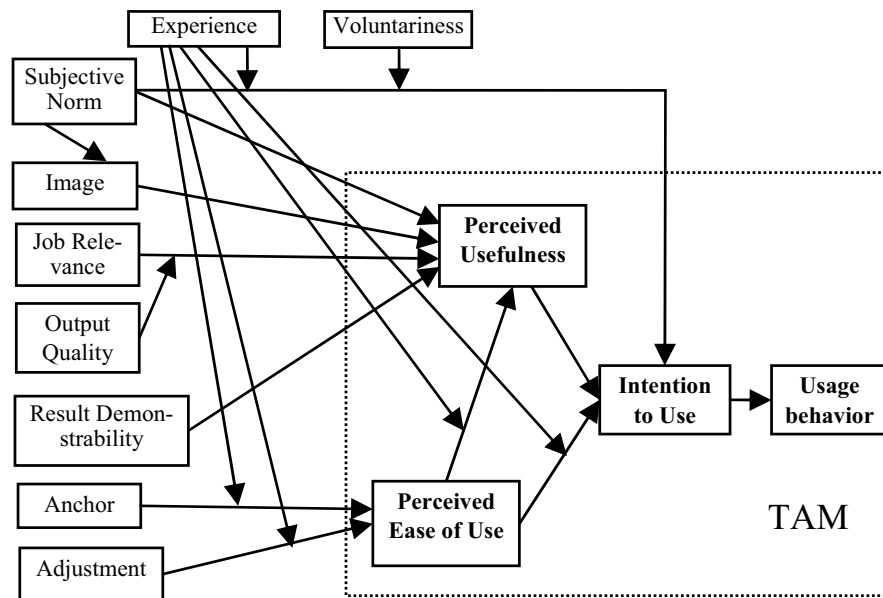 Experience
Voluntariness
Subjective
Norm
Image
Perceived
Usefulness
Job Rele-
vance
Output
Quality
Intention
to Use
Usage
behavior
Result Demon-
strability
Anchor
Perceived
Ease of Use
TAM
Adjustment